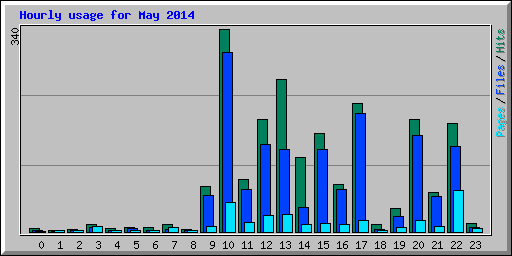 Hourly usage for May 2014
340
Pages / Files / Hits
0 1 2 3 4 5 6 7 8 9 10 11 12 13 14 15 16 17 18 19 20 21 22 23